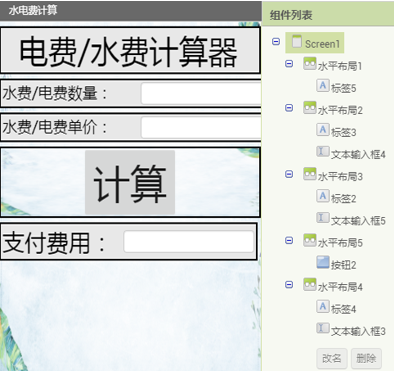 水电费计算
电费/水费计算器
水费/电费数量：
水费/电费单价：
计算
支付费用：
组件列表
Screen1
水平布局1
标签5
水平布局2
标签3
文本输入框4
水平布局3
标签2
文本输入框5
水平布局5
按钮2
水平布局4
标签4
文本输入框3
改名 删除